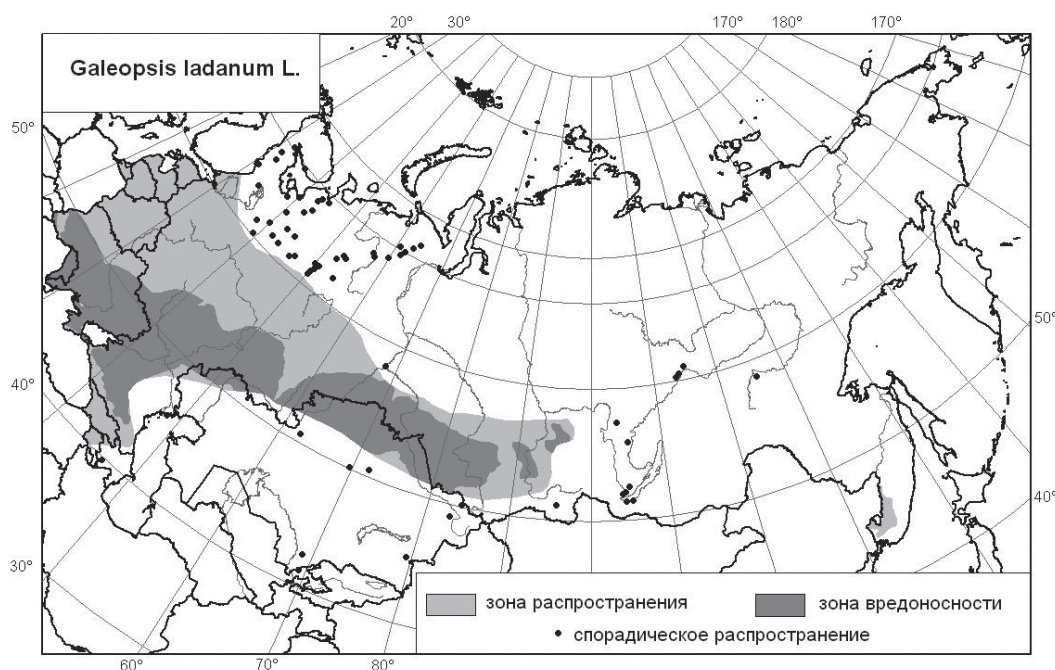 20° 30° 170° 180° 170°
Galeopsis ladanum L.
50°
50°
40°
40°
30°
зона распространения зона вредоносности
спорадическое распространение
60° 70° 80°